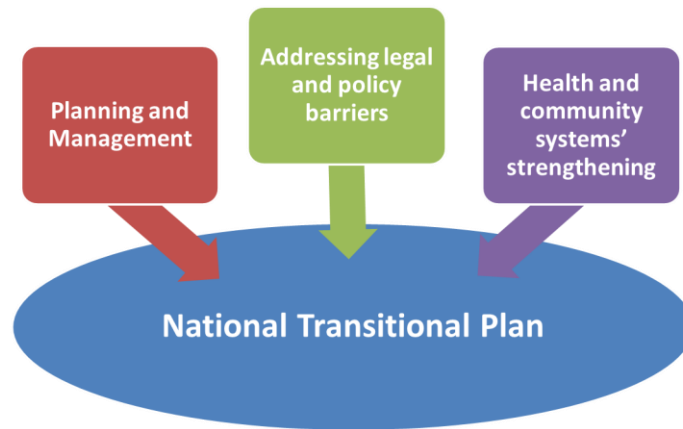 Planning and
Management
Addressing legal
and policy
barriers
Health and
community
systems’
strengthening
National Transitional Plan